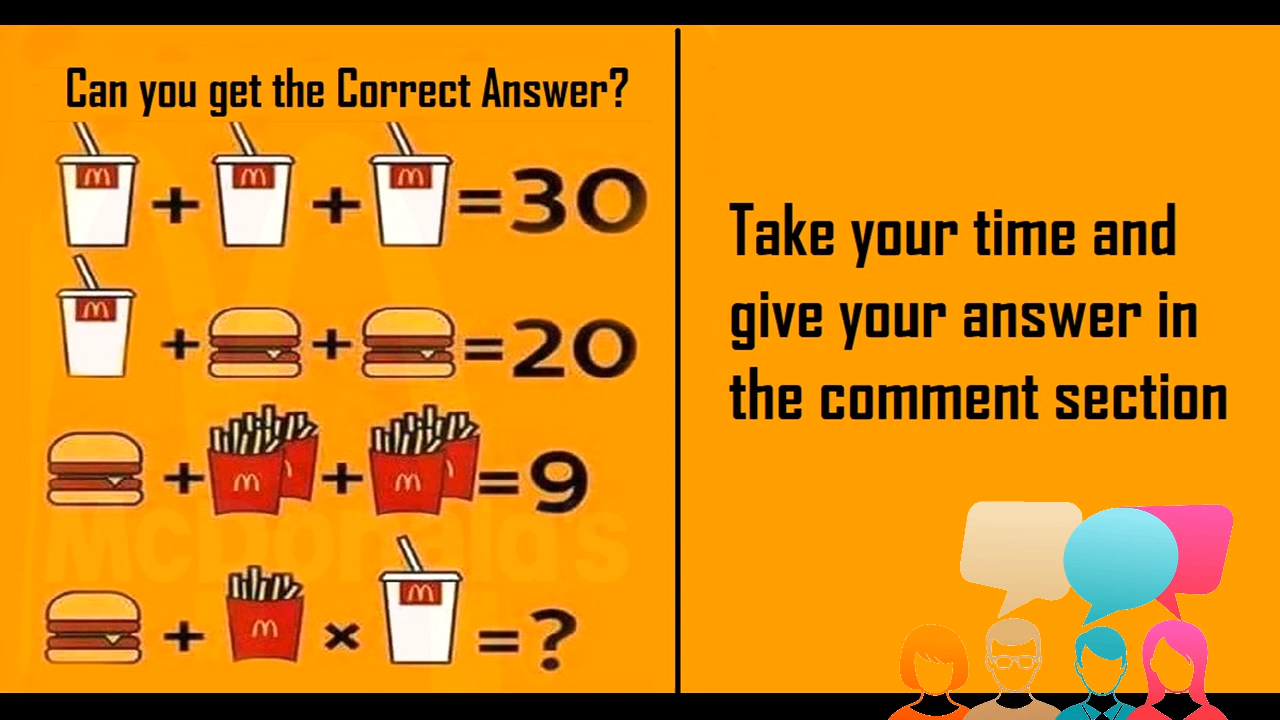 Can you get the Correct Answer?
M + M + M =30
M + + =20
+ M + M =9
+ M × M =?
McDonald's
Take your time and
give your answer in
the comment section